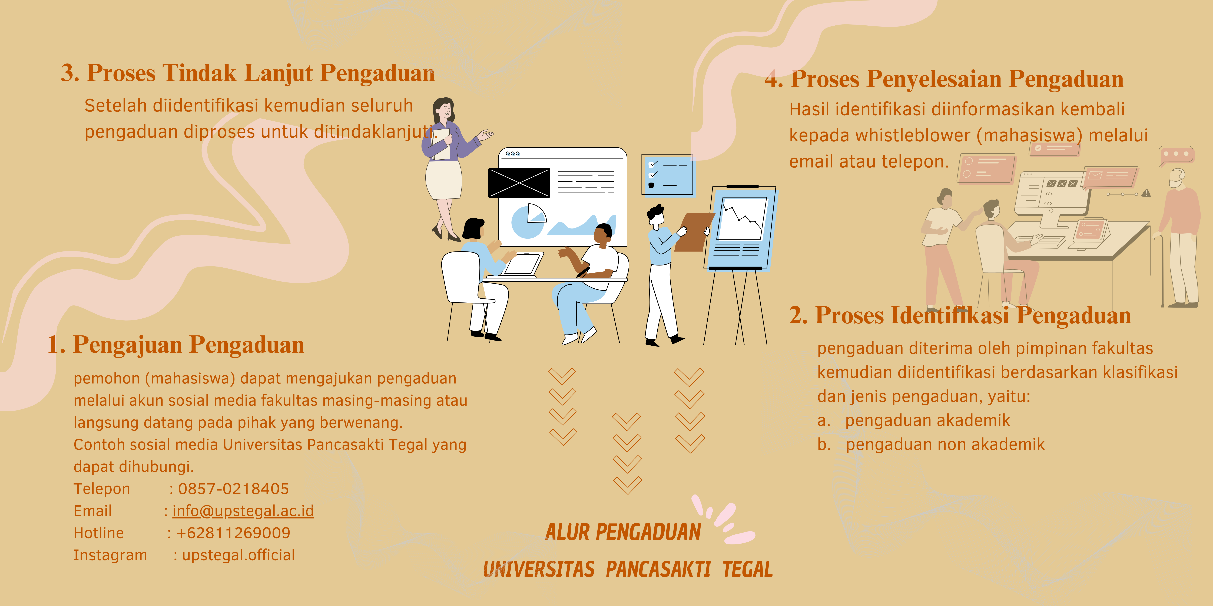 3. Proses Tindak Lanjut Pengaduan
Setelah diidentifikasi kemudian seluruh
pengaduan diproses untuk ditindaklanjuti
4. Proses Penyelesaian Pengaduan
Hasil identifikasi diinformasikan kembali
kepada whistleblower (mahasiswa) melalui
email atau telepon.
1. Pengajuan Pengaduan
pemohon (mahasiswa) dapat mengajukan pengaduan
melalui akun sosial media fakultas masing-masing atau
langsung datang pada pihak yang berwenang.
Contoh sosial media Universitas Pancasakti Tegal yang
dapat dihubungi.
Telepon : 0857-0218405
Email : info@upstegal.ac.id
Hotline : +62811269009
Instagram : upstegal.official
2. Proses Identifikasi Pengaduan
pengaduan diterima oleh pimpinan fakultas
kemudian diidentifikasi berdasarkan klasifikasi
dan jenis pengaduan, yaitu:
a. pengaduan akademik
b. pengaduan non akademik
ALUR PENGADUAN
UNIVERSITAS PANCASAKTI TEGAL